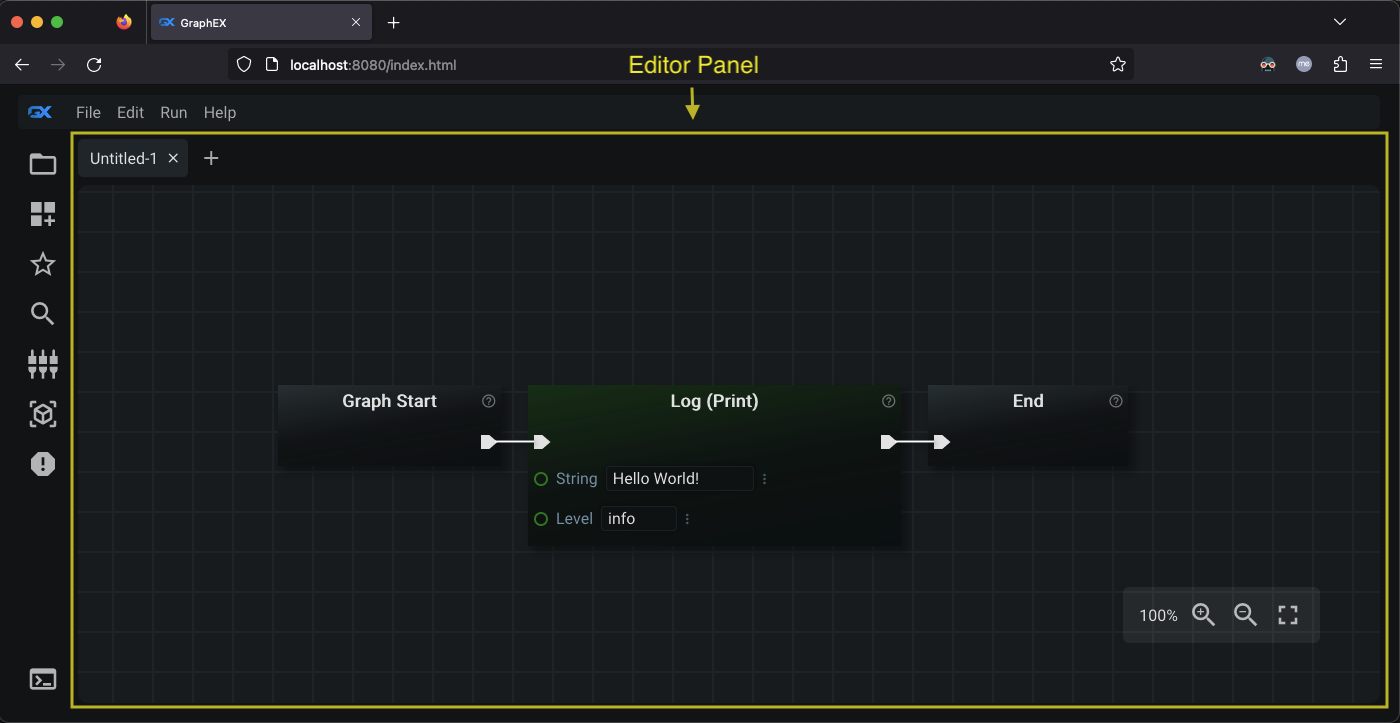 GraphEX
localhost:8080/index.html
Editor Panel
GX File Edit Run Help
Untitled-1
Graph Start
Log (Print)
End
String Hello World!
Level info
100%